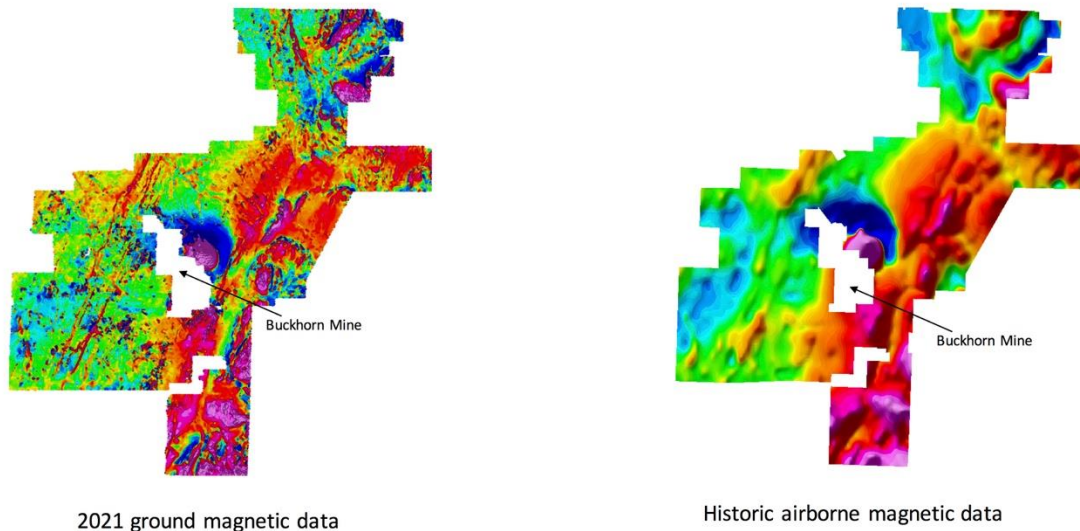 Buckhorn Mine
Buckhorn Mine
2021 ground magnetic data
Historic airborne magnetic data